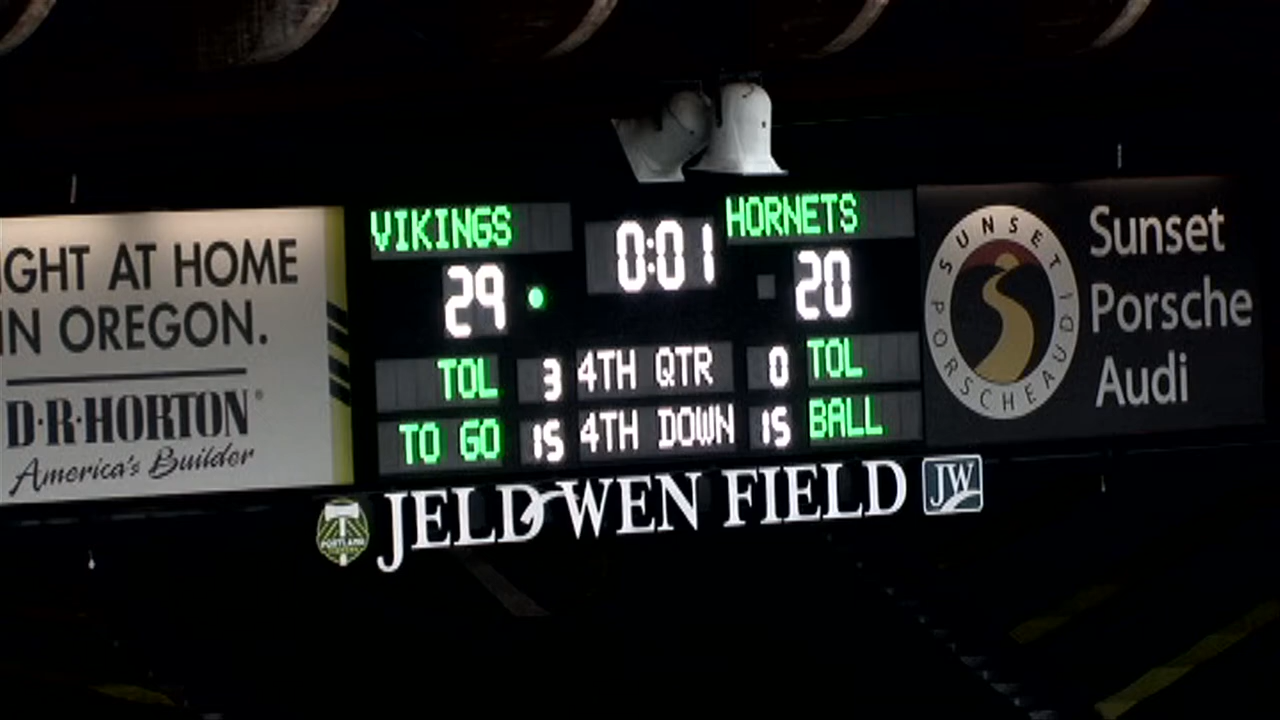 IGHT AT HOME
IN OREGON.
D·R·HORTON®
America's Builder
VIKINGS
0:01
HORNETS
29
20
TOL 3 4TH QTR 0 TOL
TO GO 15 4TH DOWN 15 BALL
JELD WEN FIELD JW
PORTLAND
SUNSET
PORSCHE AUDI
Sunset
Porsche
Audi